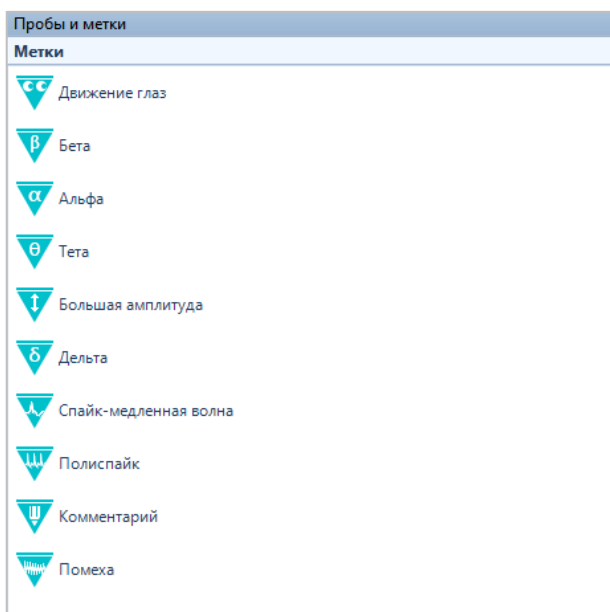 Пробы и метки
Метки
Движение глаз
β Бета
α Альфа
θ Тета
Большая амплитуда
δ Дельта
Спайк-медленная волна
Полиспайк
Комментарий
Помеха